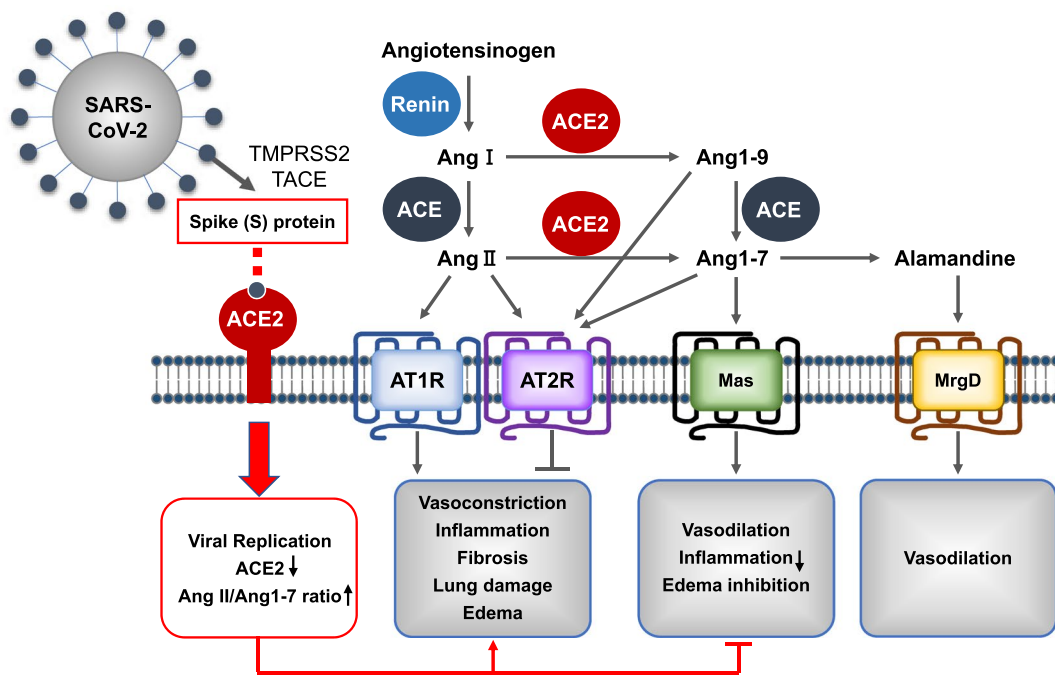 SARS-
CoV-2
TMPRSS2
TACE
Spike (S) protein
ACE2
Angiotensinogen
Renin
Ang Ⅰ
ACE2
Ang1-9
ACE
ACE2
ACE
Ang Ⅱ
Ang1-7
Alamandine
AT1R
AT2R
Mas
MrgD
Viral Replication
ACE2↓
Ang II/Ang1-7 ratio↑
Vasoconstriction
Inflammation
Fibrosis
Lung damage
Edema
Vasodilation
Inflammation↓
Edema inhibition
Vasodilation